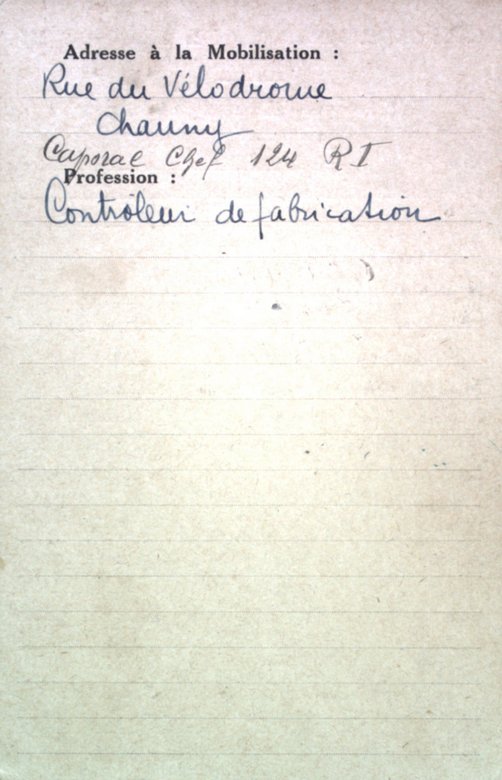 Adresse à la Mobilisation :
Rue du Vélodrome
Chauny
Caporal Chef 124 RI
Profession :
Contrôleur de fabrication